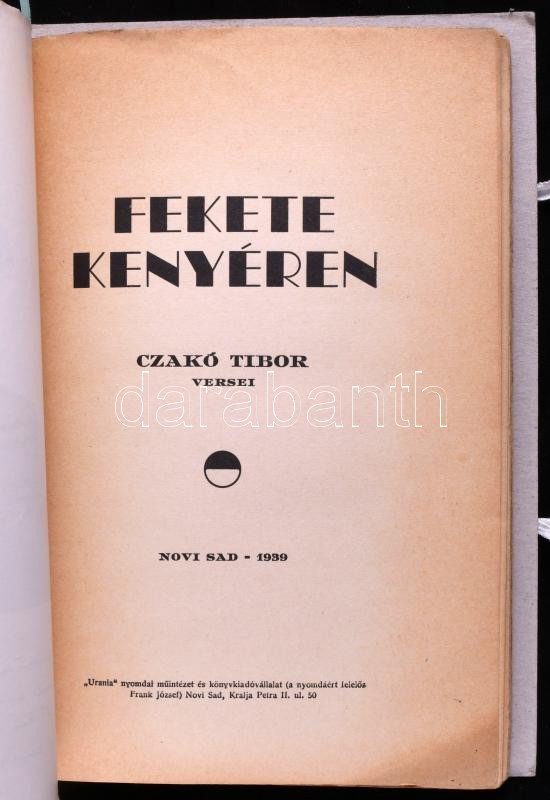 FEKETE
KENYÉREN
CZAKÓ TIBOR
VERSEI
darabanth
NOVI SAD - 1939
„Urania" nyomdai műintézet és könyvkiadóvállalat (a nyomdáért felelős
Frank József) Novi Sad, Kralja Petra II. ul. 50